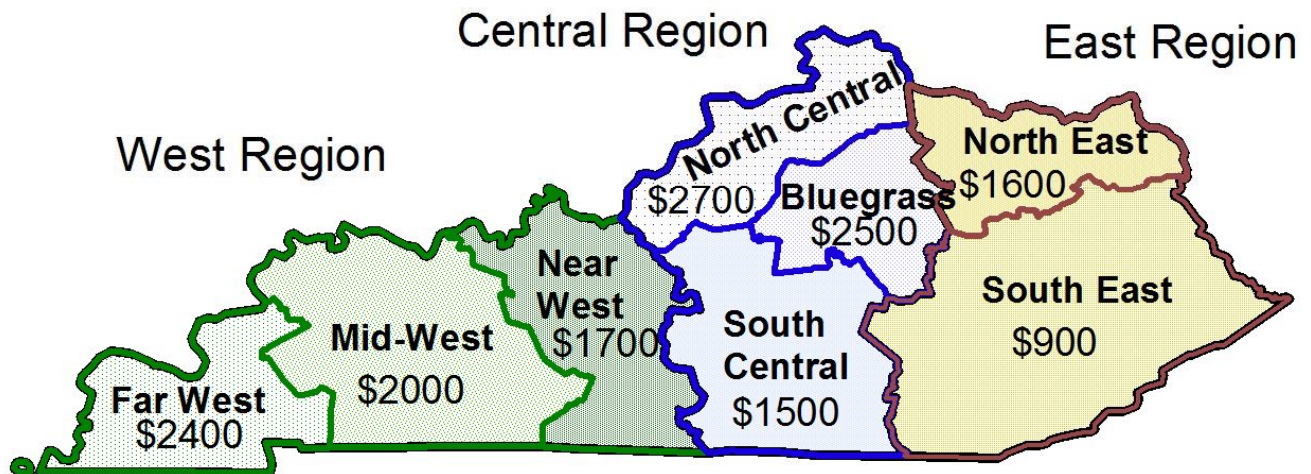 Central Region
East Region
West Region
North Central
$2700
Bluegrass
$2500
North East
$1600
Near
West
$1700
South East
$900
Mid-West
$2000
South
Central
$1500
Far West
$2400